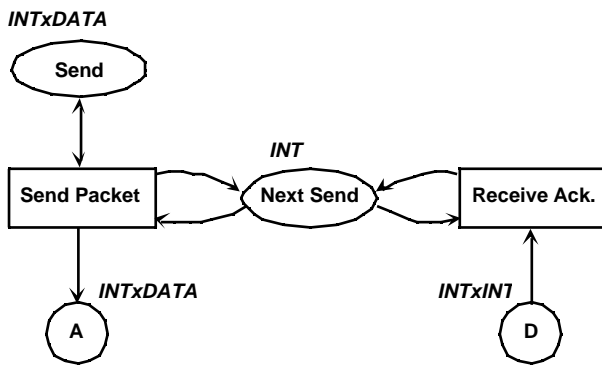 INTxDATA
Send
INT
Send Packet
Next Send
Receive Ack.
INTxDATA
INTxINT
A
D